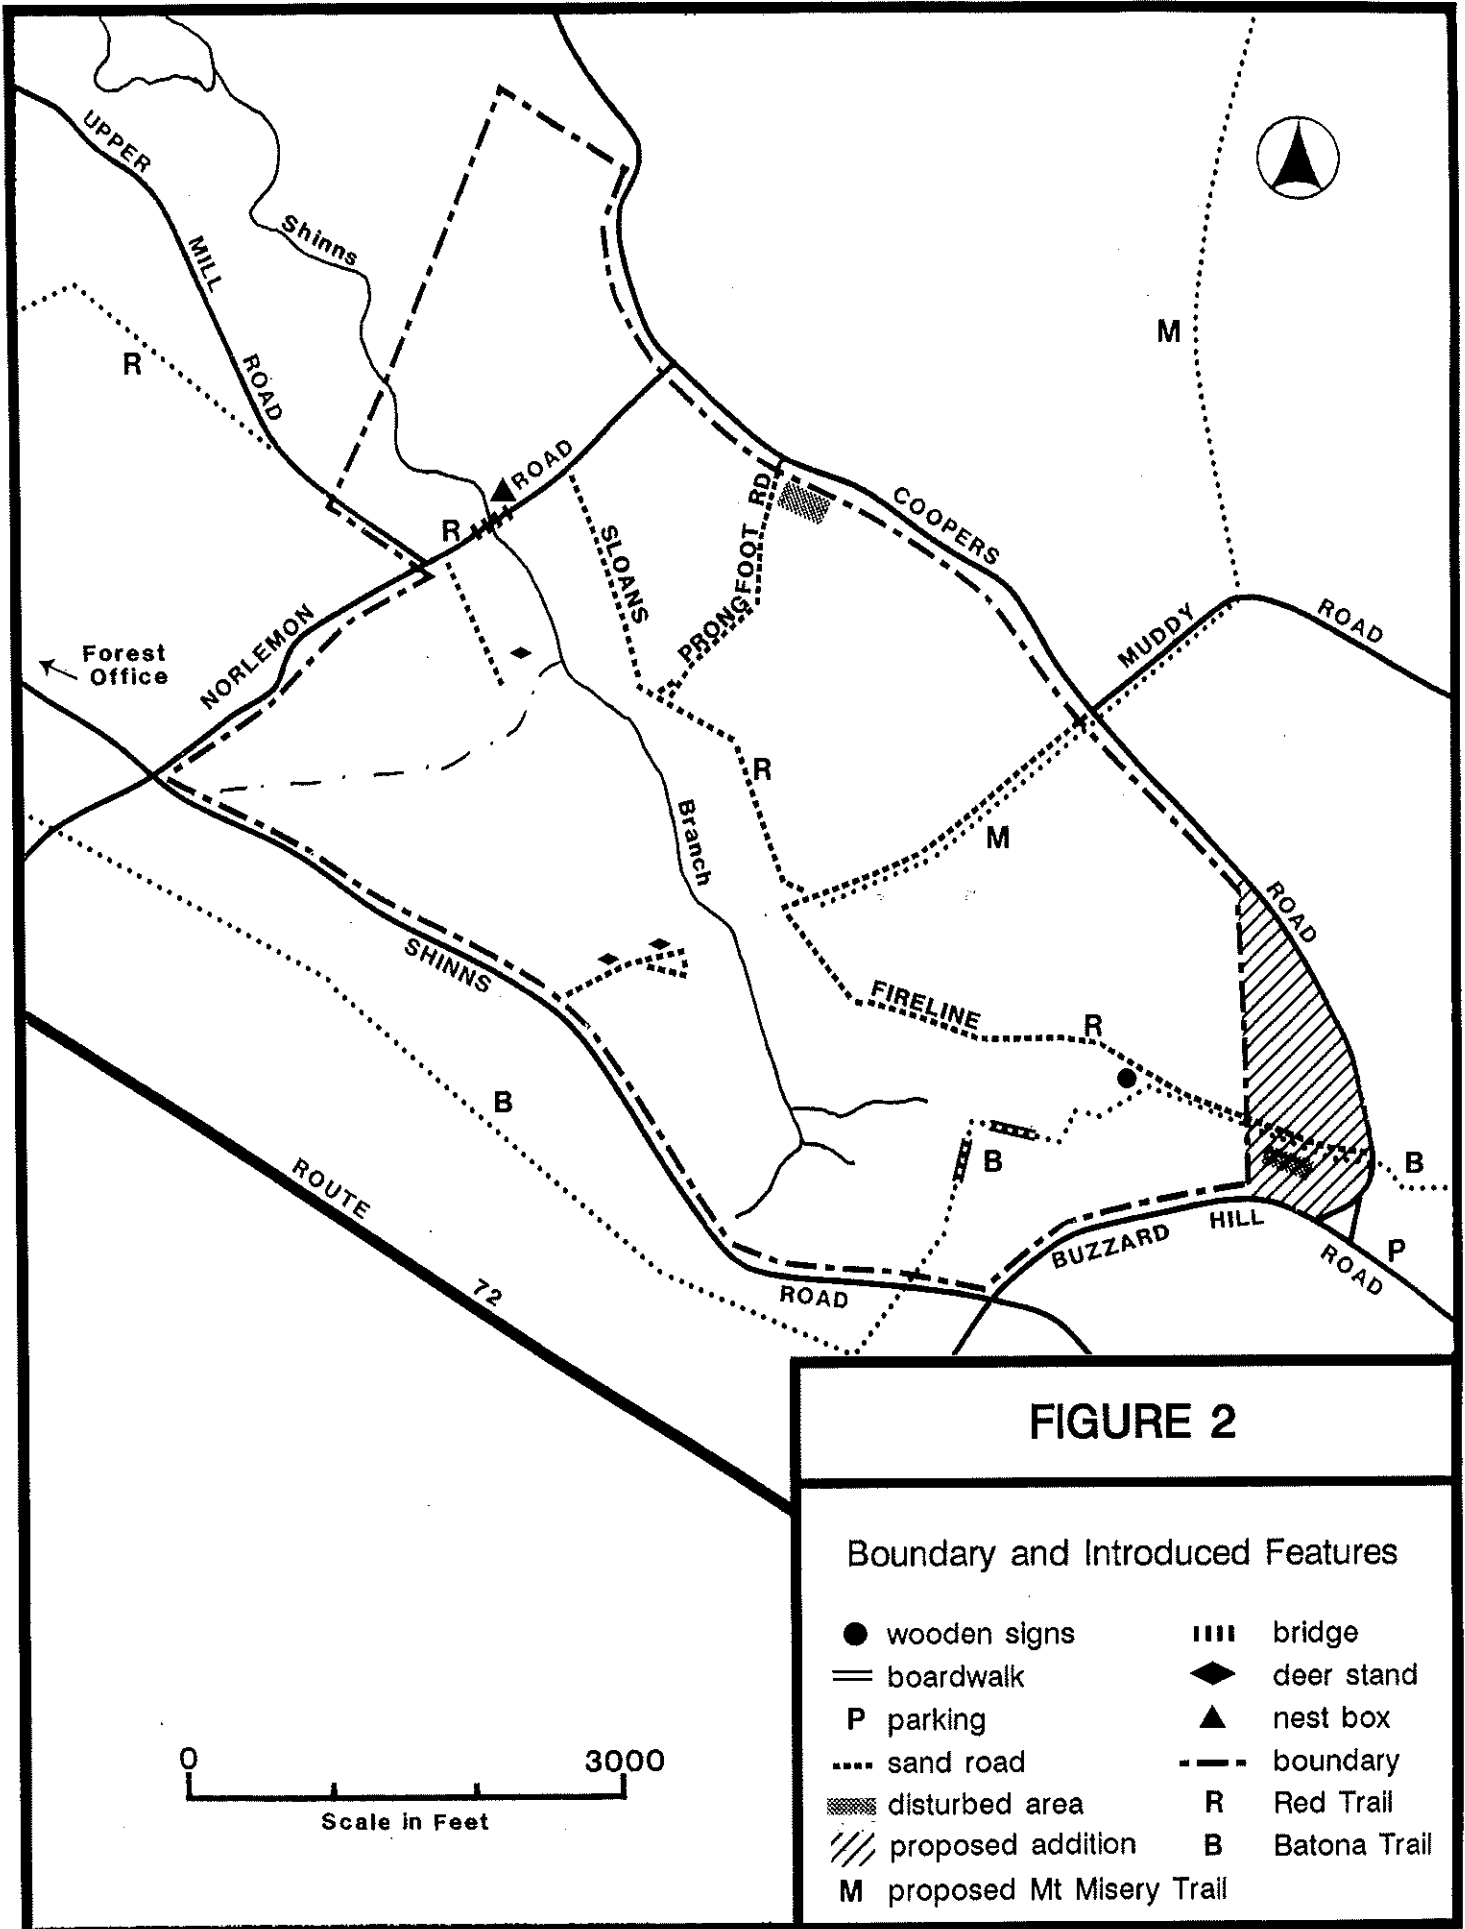 UPPER
MILL
ROAD
Shinns
R
M
ROAD
R
SLOANS
PRONG FOOT RD
COOPERS
MUDDY
ROAD
Forest
Office
NORLEMON
R
M
Branch
ROAD
SHINNS
FIRELINE
R
B
B
B
ROUTE
72
BUZZARD
HILL
ROAD
P
ROAD
FIGURE 2
Boundary and Introduced Features
wooden signs
bridge
boardwalk
deer stand
P parking
nest box
sand road
boundary
disturbed area
R Red Trail
proposed addition
B Batona Trail
M proposed Mt Misery Trail
0 3000
Scale in Feet